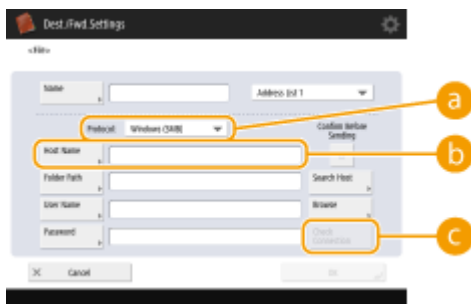 Dest./Fwd.Settings
<File>
Name
Address List 1
Protocol: Windows (SMB)
Confirm Before
Sending
Host Name
Folder Path
Search Host
User Name
Browse
Password
Check
Connection
× Cancel
OK
a
b
c